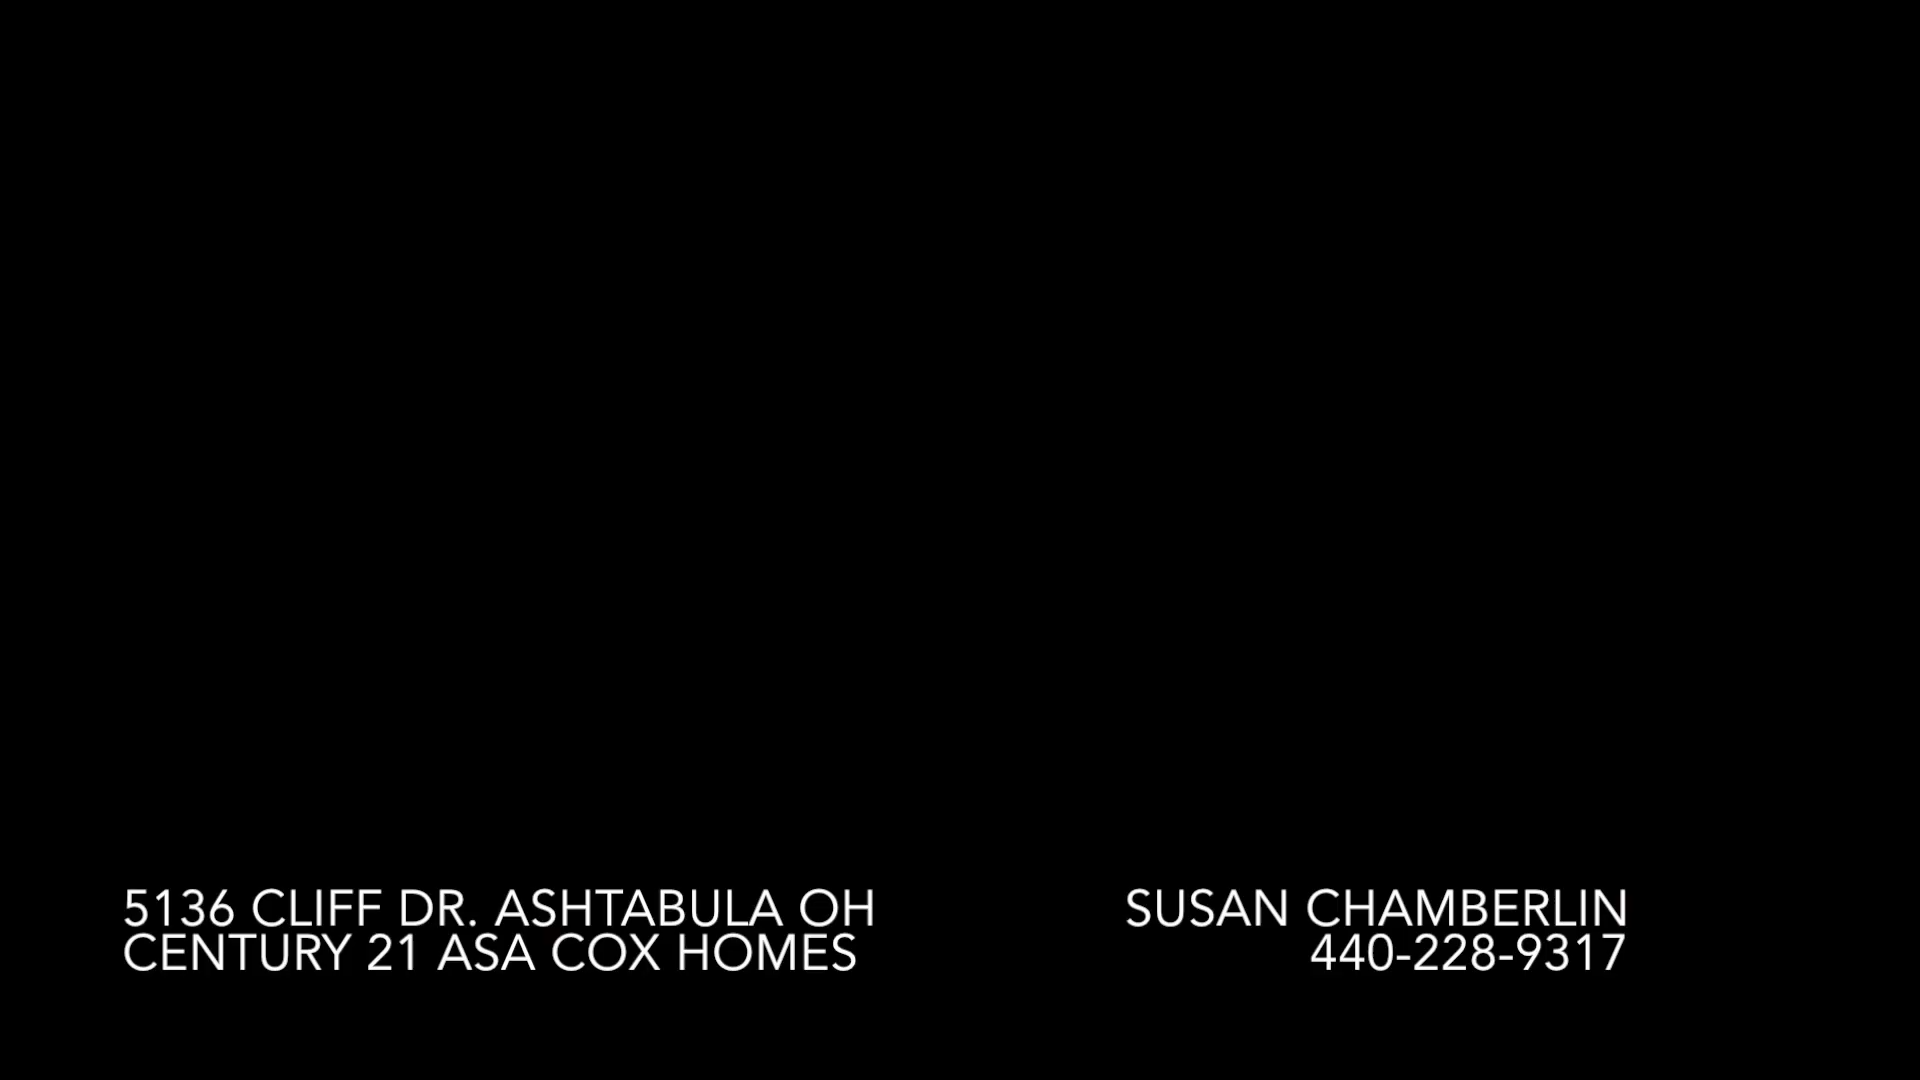 5136 CLIFF DR. ASHTABULA OH
CENTURY 21 ASA COX HOMES
SUSAN CHAMBERLIN
440-228-9317